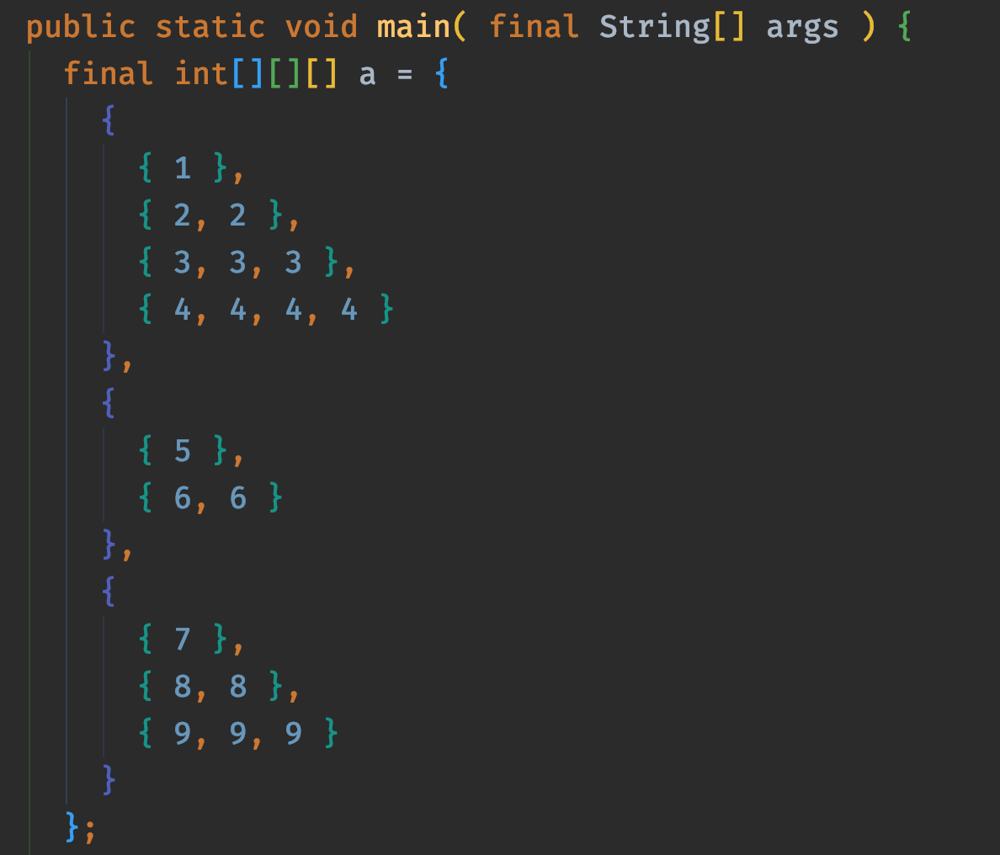 public static void main( final String[] args ) {
  final int[][][] a = {
    {
      { 1 },
      { 2, 2 },
      { 3, 3, 3 },
      { 4, 4, 4, 4 }
    },
    {
      { 5 },
      { 6, 6 }
    },
    {
      { 7 },
      { 8, 8 },
      { 9, 9, 9 }
    }
  };